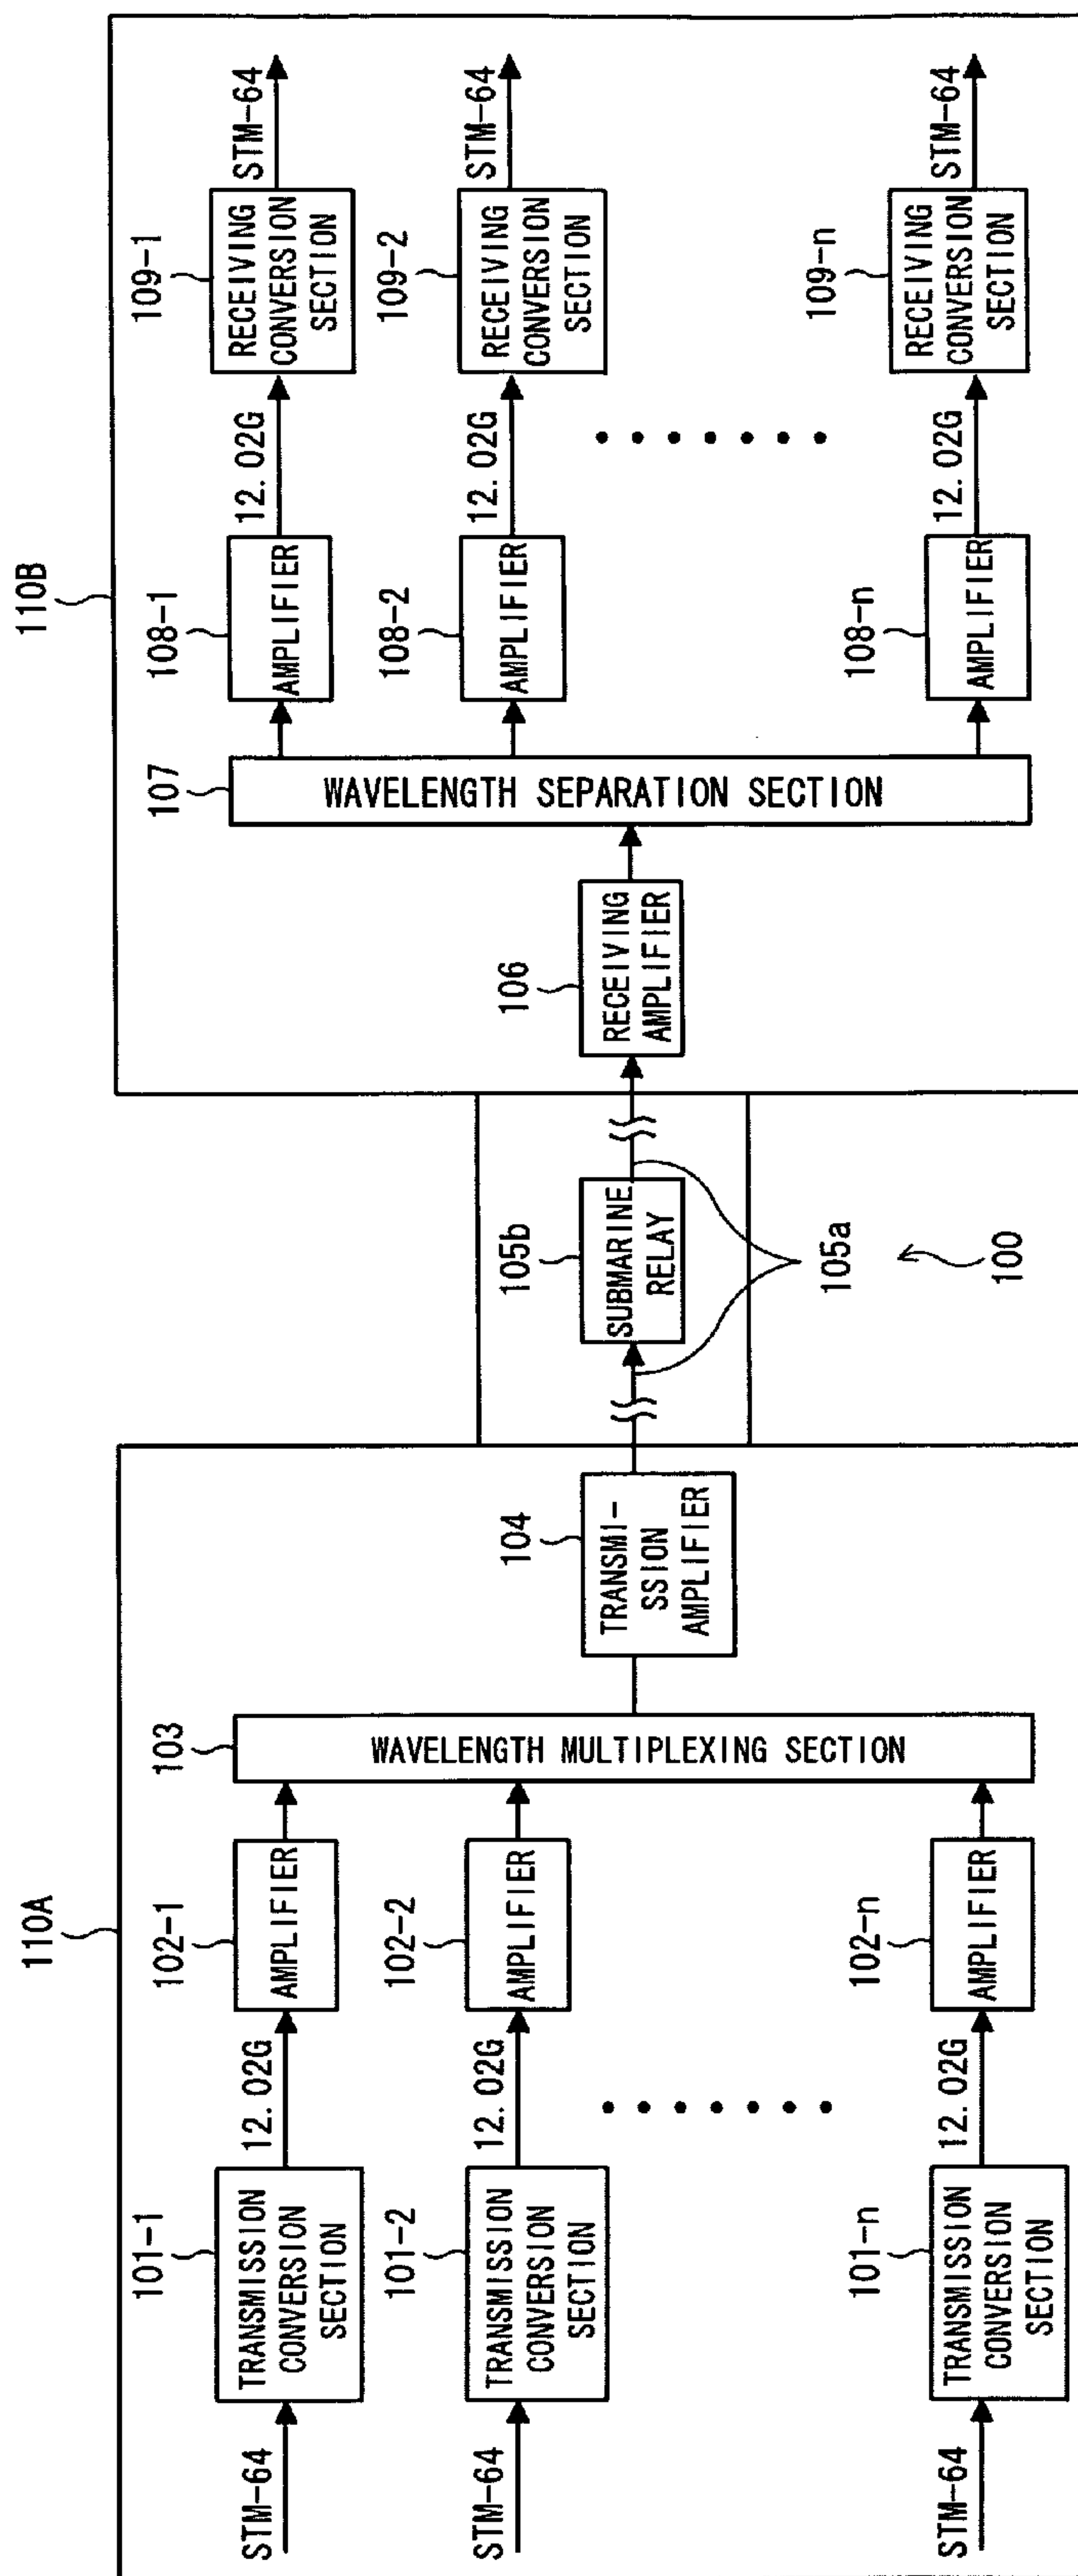 110A
110B
101-1
102-1
103
104
105b
106
107
108-1
109-1
STM-64
TRANSMISSION
CONVERSION
SECTION
12.02G
AMPLIFIER
AMPLIFIER
12.02G
RECEIVING
CONVERSION
SECTION
STM-64
101-2
102-2
108-2
109-2
STM-64
TRANSMISSION
CONVERSION
SECTION
12.02G
AMPLIFIER
AMPLIFIER
12.02G
RECEIVING
CONVERSION
SECTION
STM-64
WAVELENGTH MULTIPLEXING SECTION
TRANSMI-
SSION
AMPLIFIER
SUBMARINE
RELAY
RECEIVING
AMPLIFIER
WAVELENGTH SEPARATION SECTION
105a
101-n
102-n
108-n
109-n
STM-64
TRANSMISSION
CONVERSION
SECTION
12.02G
AMPLIFIER
AMPLIFIER
12.02G
RECEIVING
CONVERSION
SECTION
STM-64
100